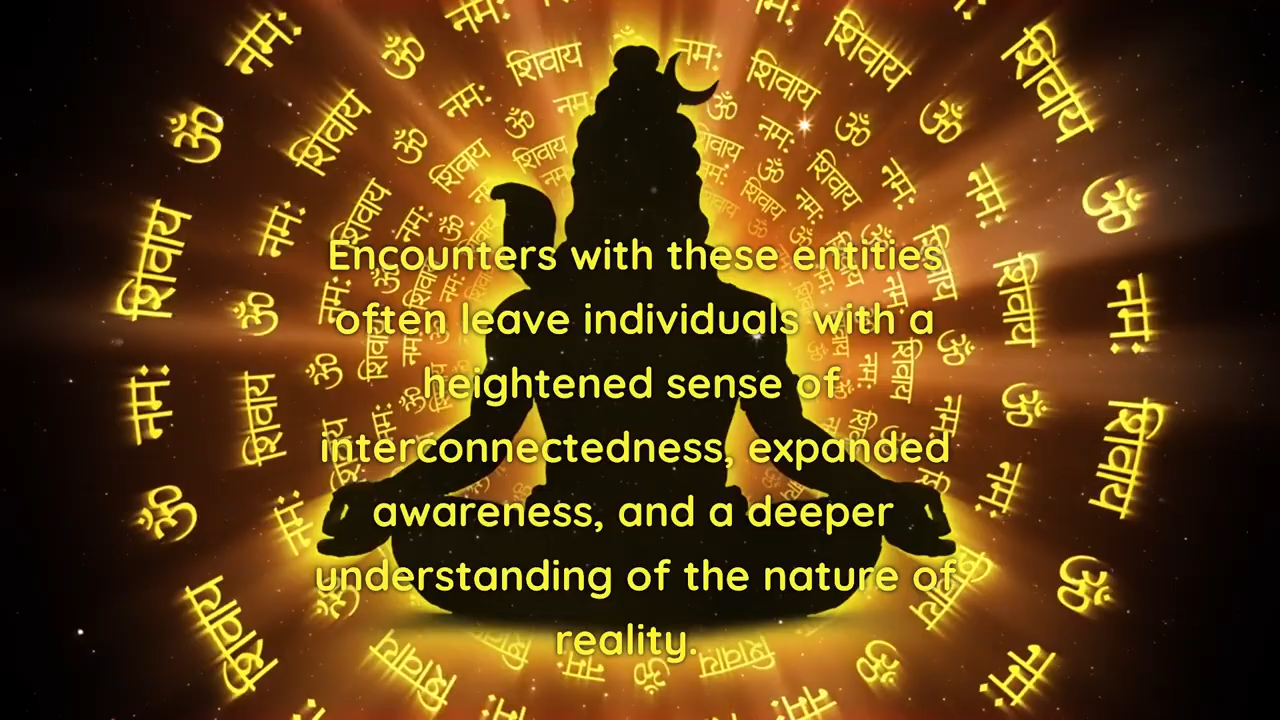 Encounters with these entities
often leave individuals with a
heightened sense of
interconnectedness, expanded
awareness, and a deeper
understanding of the nature of
reality.
ॐ नमः शिवाय